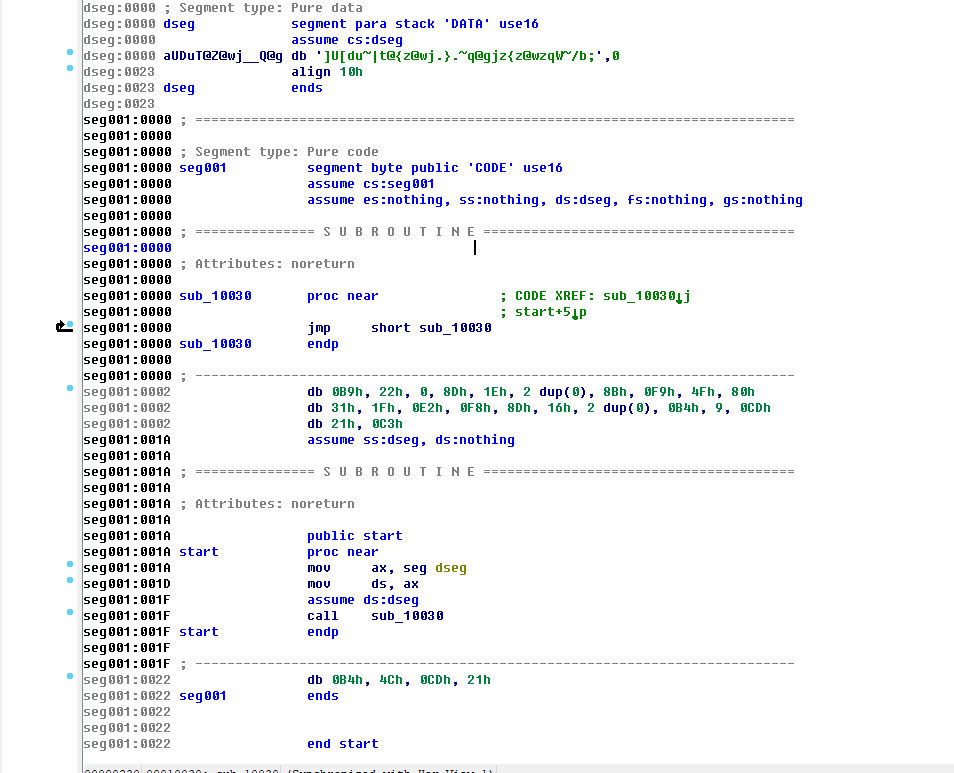 dseg:0000 ; Segment type: Pure data
dseg:0000 dseg segment para stack 'DATA' use16
dseg:0000 assume cs:dseg
dseg:0000 aUDuT@Z@wj__Q@g db ']U[du~|t@{z@wj.}.~q@gjz{z@wzqW~/b;',0
dseg:0023 align 10h
dseg:0023 dseg ends
dseg:0023
seg001:0000 ; ===========================================================================
seg001:0000
seg001:0000 ; Segment type: Pure code
seg001:0000 seg001 segment byte public 'CODE' use16
seg001:0000 assume cs:seg001
seg001:0000 assume es:nothing, ss:nothing, ds:dseg, fs:nothing, gs:nothing
seg001:0000
seg001:0000 ; =============== S U B R O U T I N E =======================================
seg001:0000
seg001:0000 ; Attributes: noreturn
seg001:0000
seg001:0000 sub_10030 proc near ; CODE XREF: sub_10030↓j
seg001:0000 ; start+5↓p
seg001:0000 jmp short sub_10030
seg001:0000 sub_10030 endp
seg001:0000
seg001:0000 ; ---------------------------------------------------------------------------
seg001:0002 db 0B9h, 22h, 0, 8Dh, 1Eh, 2 dup(0), 8Bh, 0F9h, 4Fh, 80h
seg001:0002 db 31h, 1Fh, 0E2h, 0F8h, 8Dh, 16h, 2 dup(0), 0B4h, 9, 0CDh
seg001:0002 db 21h, 0C3h
seg001:001A assume ss:dseg, ds:nothing
seg001:001A
seg001:001A ; =============== S U B R O U T I N E =======================================
seg001:001A
seg001:001A ; Attributes: noreturn
seg001:001A
seg001:001A public start
seg001:001A start proc near
seg001:001A mov ax, seg dseg
seg001:001D mov ds, ax
seg001:001F assume ds:dseg
seg001:001F call sub_10030
seg001:001F start endp
seg001:001F
seg001:001F ; ---------------------------------------------------------------------------
seg001:0022 db 0B4h, 4Ch, 0CDh, 21h
seg001:0022 seg001 ends
seg001:0022
seg001:0022
seg001:0022 end start